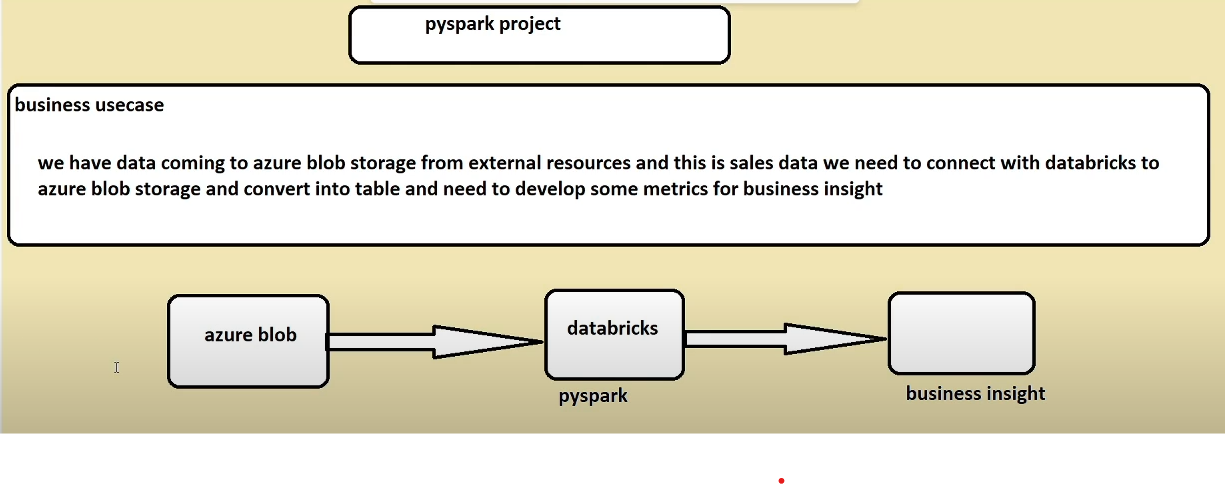 pyspark project
business usecase
we have data coming to azure blob storage from external resources and this is sales data we need to connect with databricks to
azure blob storage and convert into table and need to develop some metrics for business insight
azure blob
databricks
pyspark
business insight